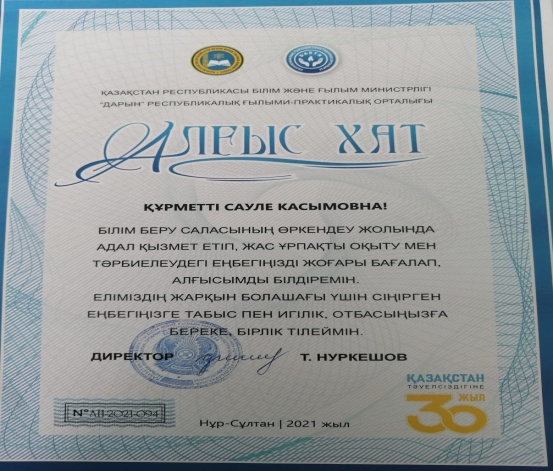 ҚАЗАҚСТАН РЕСПУБЛИКАСЫ БІЛІМ ЖӘНЕ ҒЫЛЫМ МИНИСТРЛІГІ
"ДАРЫН" РЕСПУБЛИКАЛЫҚ ҒЫЛЫМИ-ПРАКТИКАЛЫҚ ОРТАЛЫҒЫ
АЛҒЫС ХАТ
ҚҰРМЕТТІ САУЛЕ КАСЫМОВНА!
БІЛІМ БЕРУ САЛАСЫНЫҢ ӨРКЕНДЕУ ЖОЛЫНДА
АДАЛ ҚЫЗМЕТ ЕТІП, ЖАС ҰРПАҚТЫ ОҚЫТУ МЕН
ТӘРБИЕЛЕУДЕГІ ЕҢБЕГІҢІЗДІ ЖОҒАРЫ БАҒАЛАП,
АЛҒЫСЫМДЫ БІЛДІРЕМІН.
ЕЛІМІЗДІҢ ЖАРҚЫН БОЛАШАҒЫ ҮШІН СІҢІРГЕН
ЕҢБЕГІҢІЗГЕ ТАБЫС ПЕН ИГІЛІК, ОТБАСЫҢЫЗҒА
БЕРЕКЕ, БІРЛІК ТІЛЕЙМІН.
ДИРЕКТОР Т. НУРКЕШОВ
ҚАЗАҚСТАН
ТӘУЕЛСІЗДІГІНЕ
30 ЖЫЛ
N°АП-2021-094
Нұр-Сұлтан | 2021 жыл